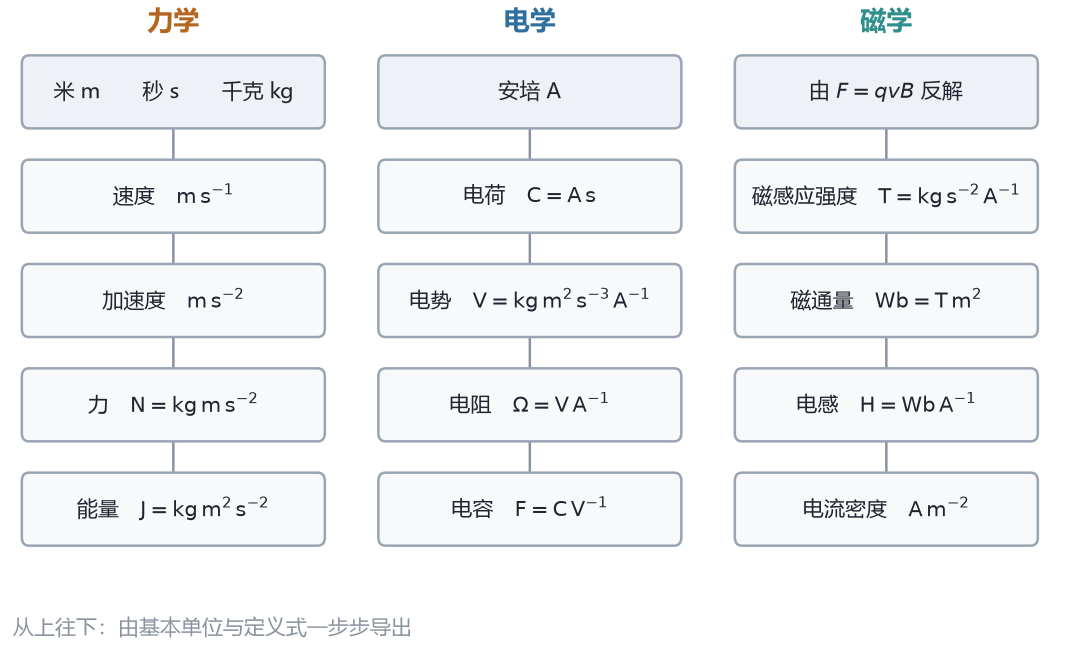 力学
米 m 秒 s 千克 kg
速度 m s⁻¹
加速度 m s⁻²
力 N = kg m s⁻²
能量 J = kg m² s⁻²
电学
安培 A
电荷 C = A s
电势 V = kg m² s⁻³ A⁻¹
电阻 Ω = V A⁻¹
电容 F = C V⁻¹
磁学
由 F = qvB 反解
磁感应强度 T = kg s⁻² A⁻¹
磁通量 Wb = T m²
电感 H = Wb A⁻¹
电流密度 A m⁻²
从上往下：由基本单位与定义式一步步导出